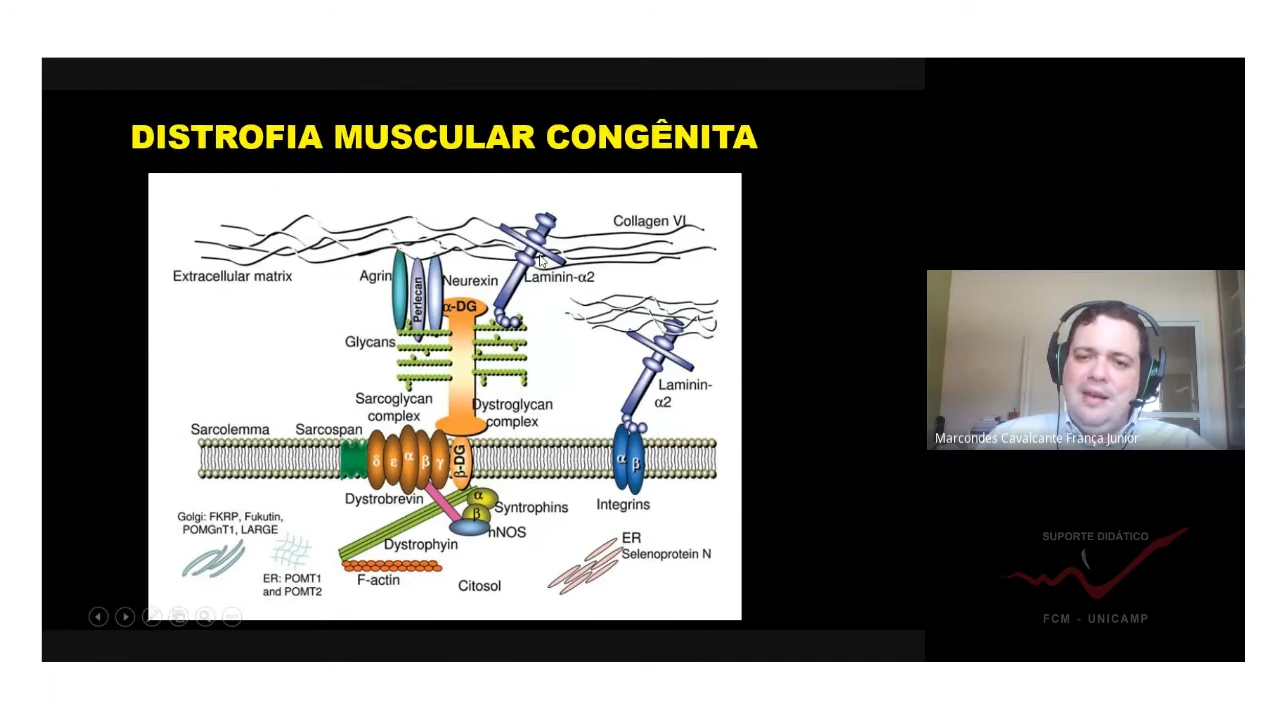 DISTROFIA MUSCULAR CONGÊNITA
Collagen VI
Extracellular matrix
Agrin
Perlecan
Neurexin
Laminin-α2
α-DG
Glycans
Laminin-
α2
Sarcoglycan
complex
Dystroglycan
complex
Sarcolemma
Sarcospan
δ ε α β γ
β-DG
α β
Dystrobrevin
α
β
Syntrophins
nNOS
Integrins
Golgi: FKRP, Fukutin,
POMGnT1, LARGE
Dystrophyin
ER
Selenoprotein N
ER: POMT1
and POMT2
F-actin
Citosol
Marcondes Cavalcante França Junior
SUPORTE DIDÁTICO
FCM - UNICAMP